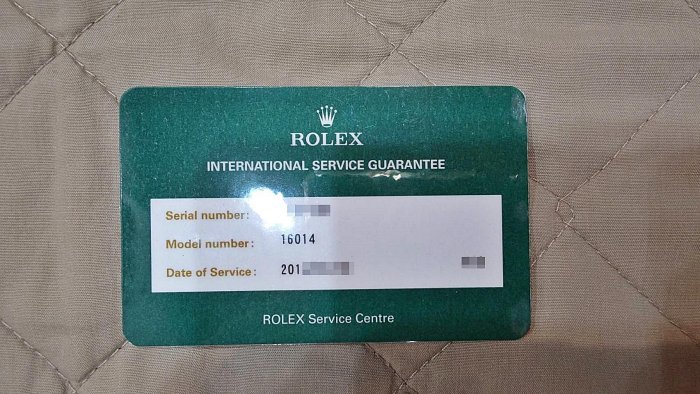 ROLEX
INTERNATIONAL SERVICE GUARANTEE
Serial number:
Model number: 16014
Date of Service: 201
ROLEX Service Centre